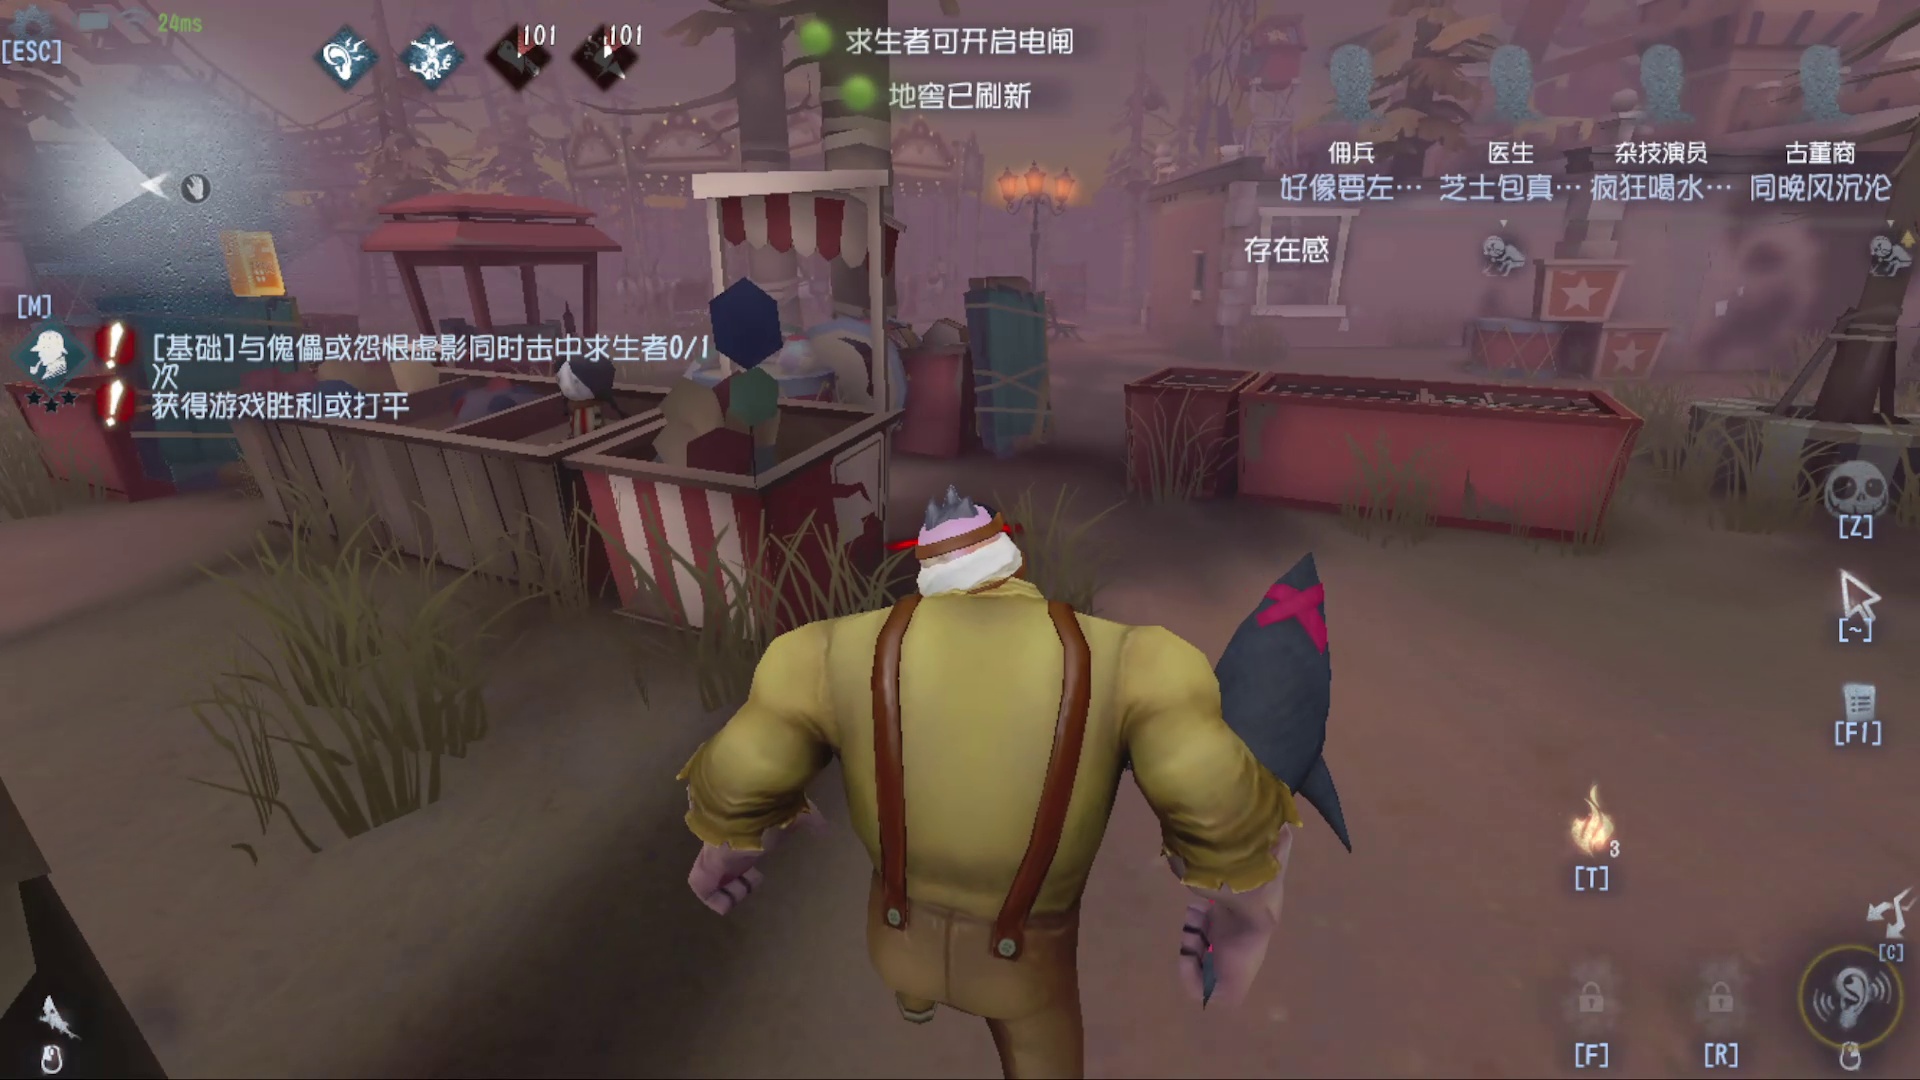 24ms
[ESC]
101
101
求生者可开启电闸
地窖已刷新
佣兵
医生
杂技演员
古董商
好像要左…
芝士包真…
疯狂喝水…
同晚风沉沦
存在感
[M]
[基础]与傀儡或怨恨虚影同时击中求生者0/1
次
获得游戏胜利或打平
[Z]
[~]
[F1]
3
[T]
[C]
[F]
[R]